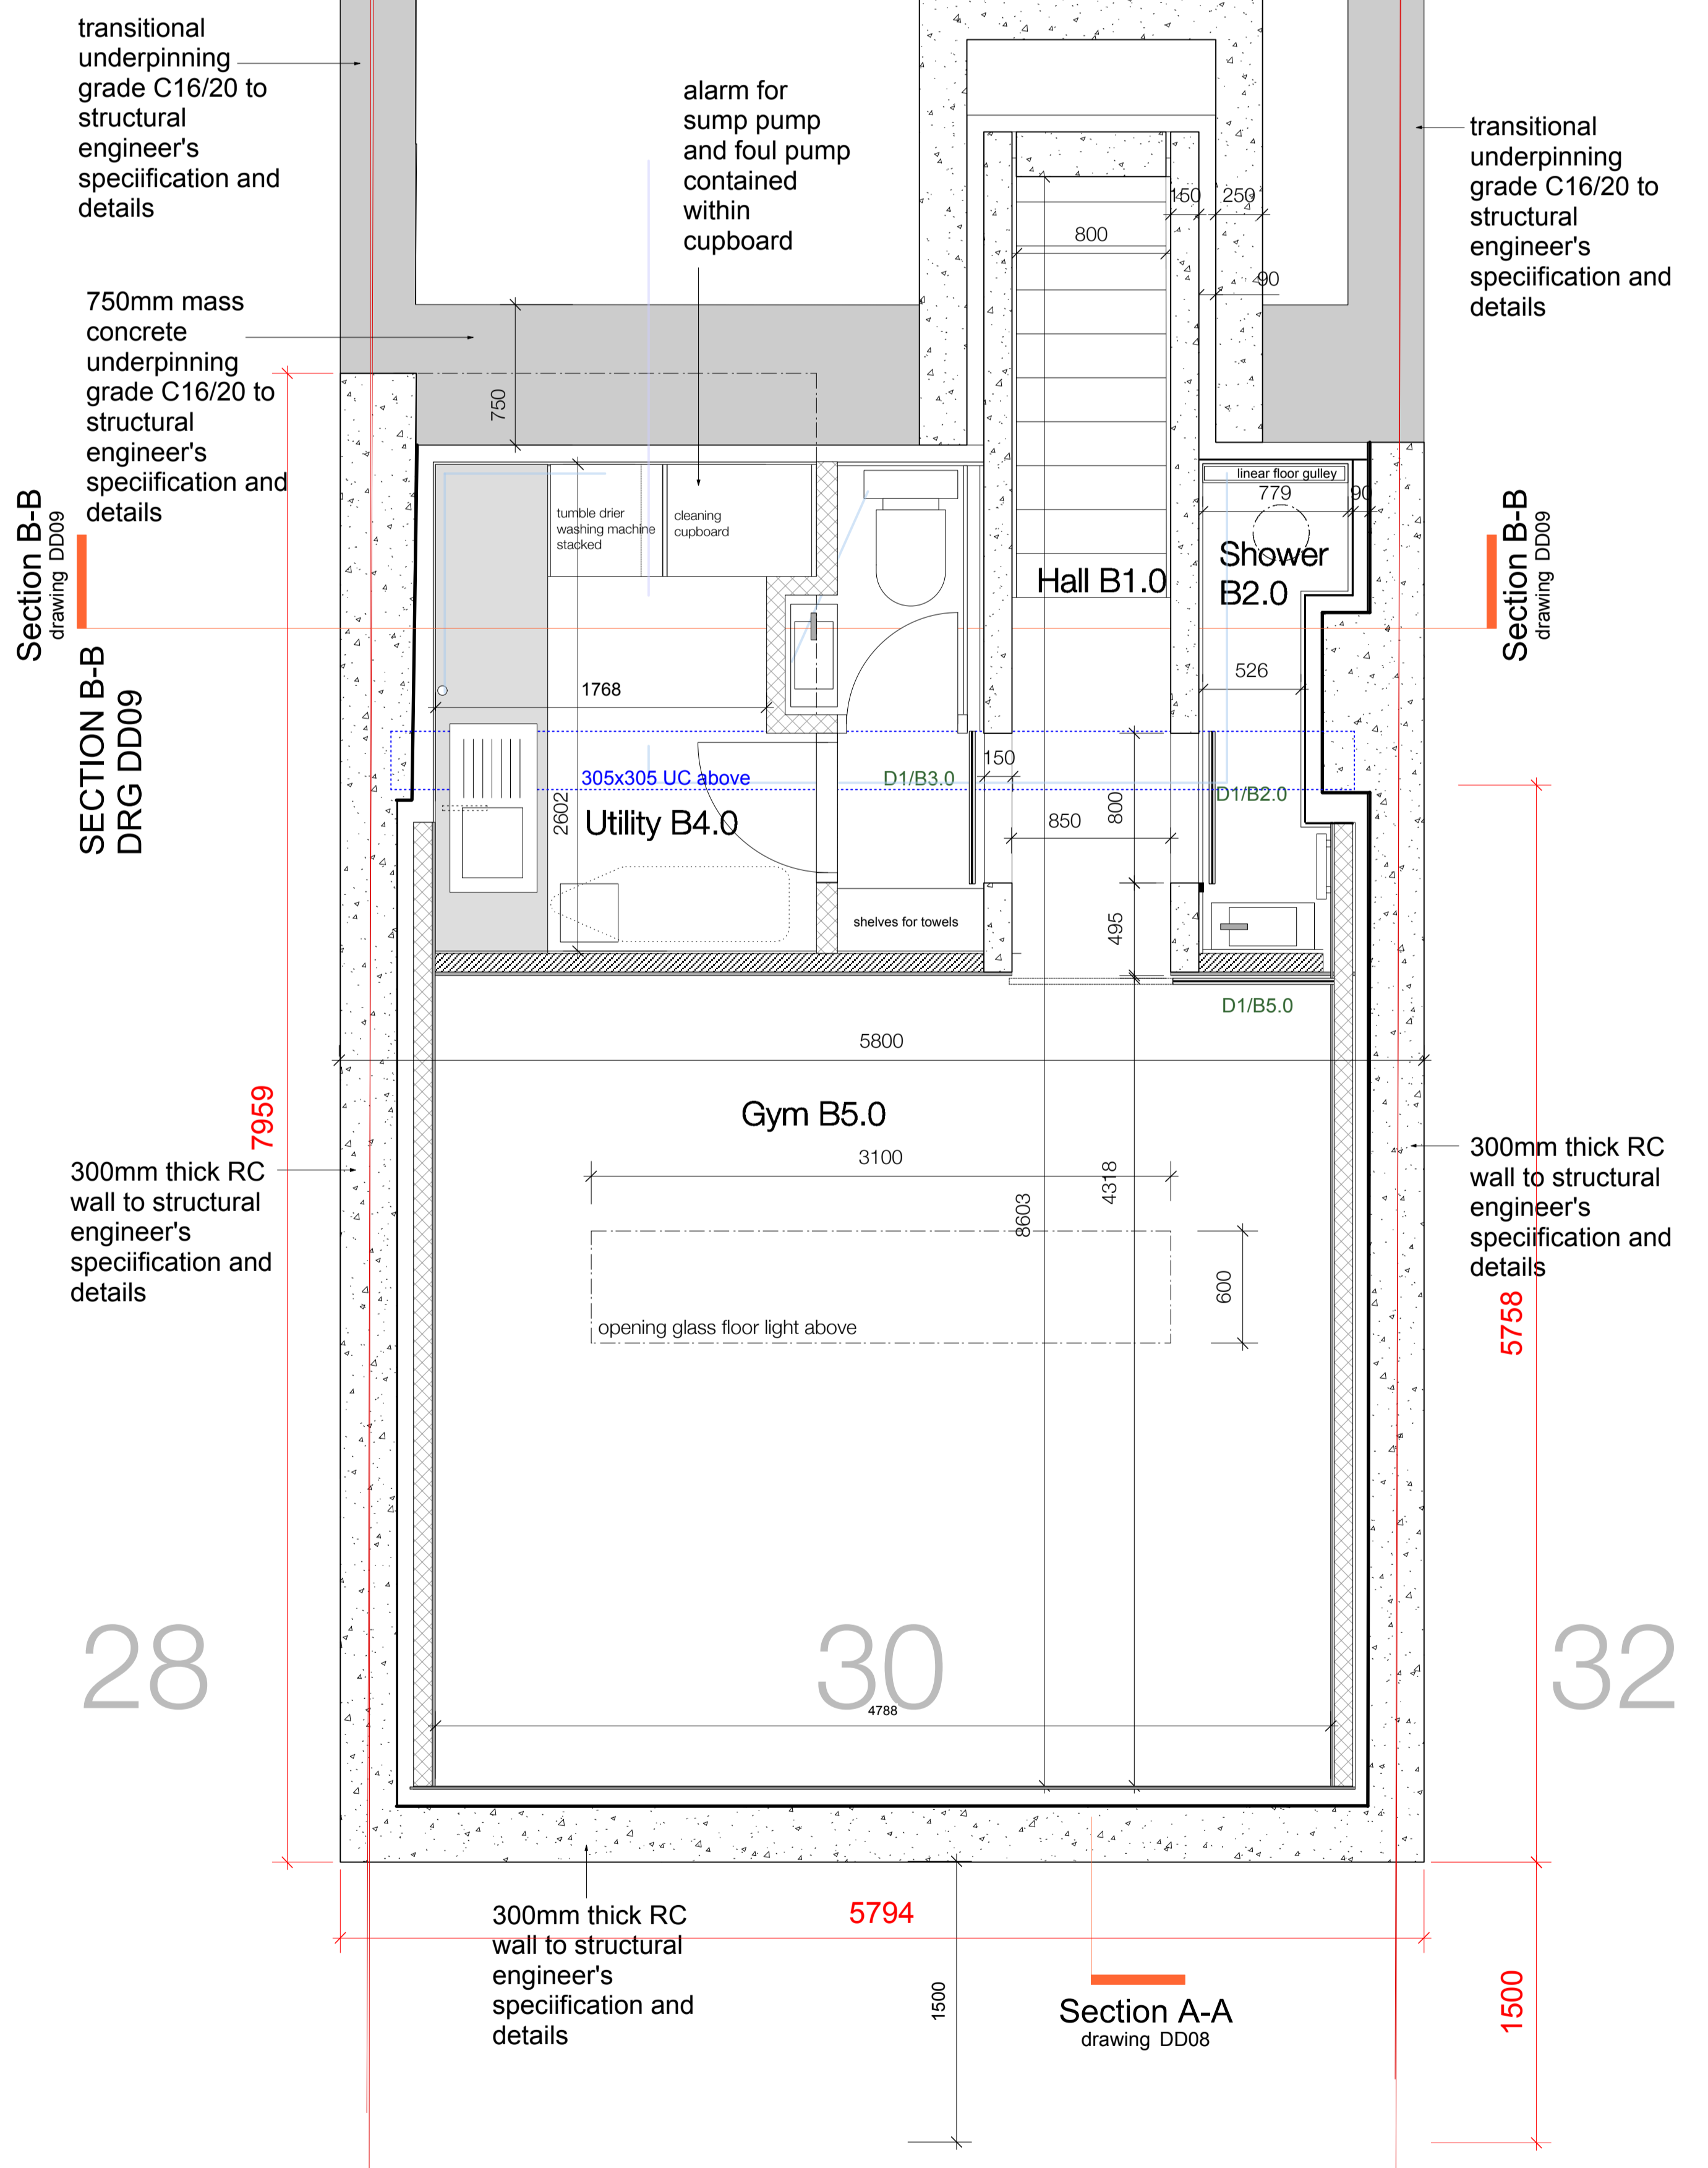 transitional
underpinning
grade C16/20 to
structural
engineer's
speciification and
details
alarm for
sump pump
and foul pump
contained
within
cupboard
transitional
underpinning
grade C16/20 to
structural
engineer's
speciification and
details
150
250
800
90
750mm mass
concrete
underpinning
grade C16/20 to
structural
engineer's
speciification and
details
750
Section B-B
drawing DD09
SECTION B-B
DRG DD09
tumble drier
washing machine
stacked
cleaning
cupboard
linear floor gulley
779
90
Shower
B2.0
Hall B1.0
Section B-B
drawing DD09
526
1768
305x305 UC above
D1/B3.0
150
D1/B2.0
2602
Utility B4.0
850
800
shelves for towels
495
D1/B5.0
5800
7959
Gym B5.0
3100
4318
8603
600
opening glass floor light above
300mm thick RC
wall to structural
engineer's
speciification and
details
300mm thick RC
wall to structural
engineer's
speciification and
details
5758
28
30
32
4788
5794
300mm thick RC
wall to structural
engineer's
speciification and
details
1500
Section A-A
drawing DD08
1500